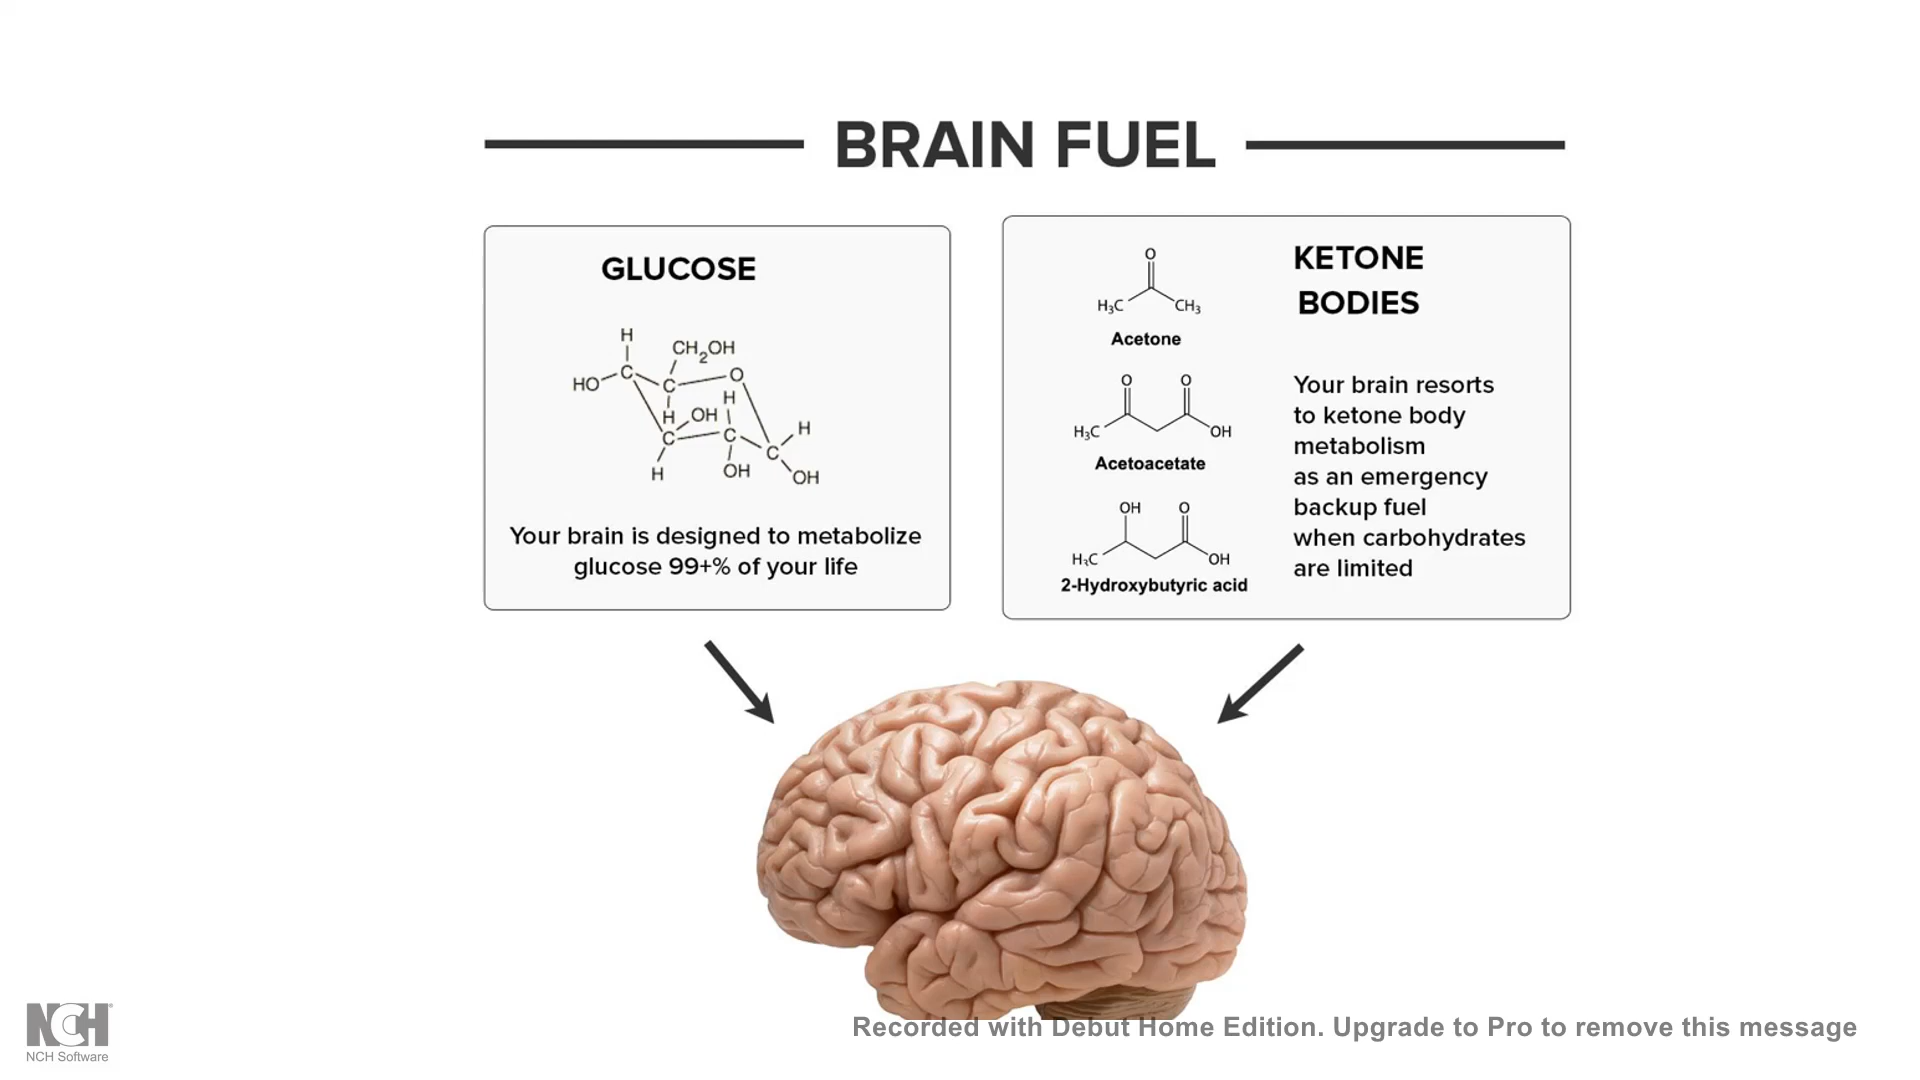 BRAIN FUEL
GLUCOSE
H
CH2OH
HO
C
C
O
H
H
OH
C
C
H
C
H
OH
OH
Your brain is designed to metabolize
glucose 99+% of your life
KETONE
BODIES
O
H3C
CH3
Acetone
O
O
H3C
OH
Acetoacetate
OH
O
H3C
OH
2-Hydroxybutyric acid
Your brain resorts
to ketone body
metabolism
as an emergency
backup fuel
when carbohydrates
are limited
NCH
NCH Software
Recorded with Debut Home Edition. Upgrade to Pro to remove this message